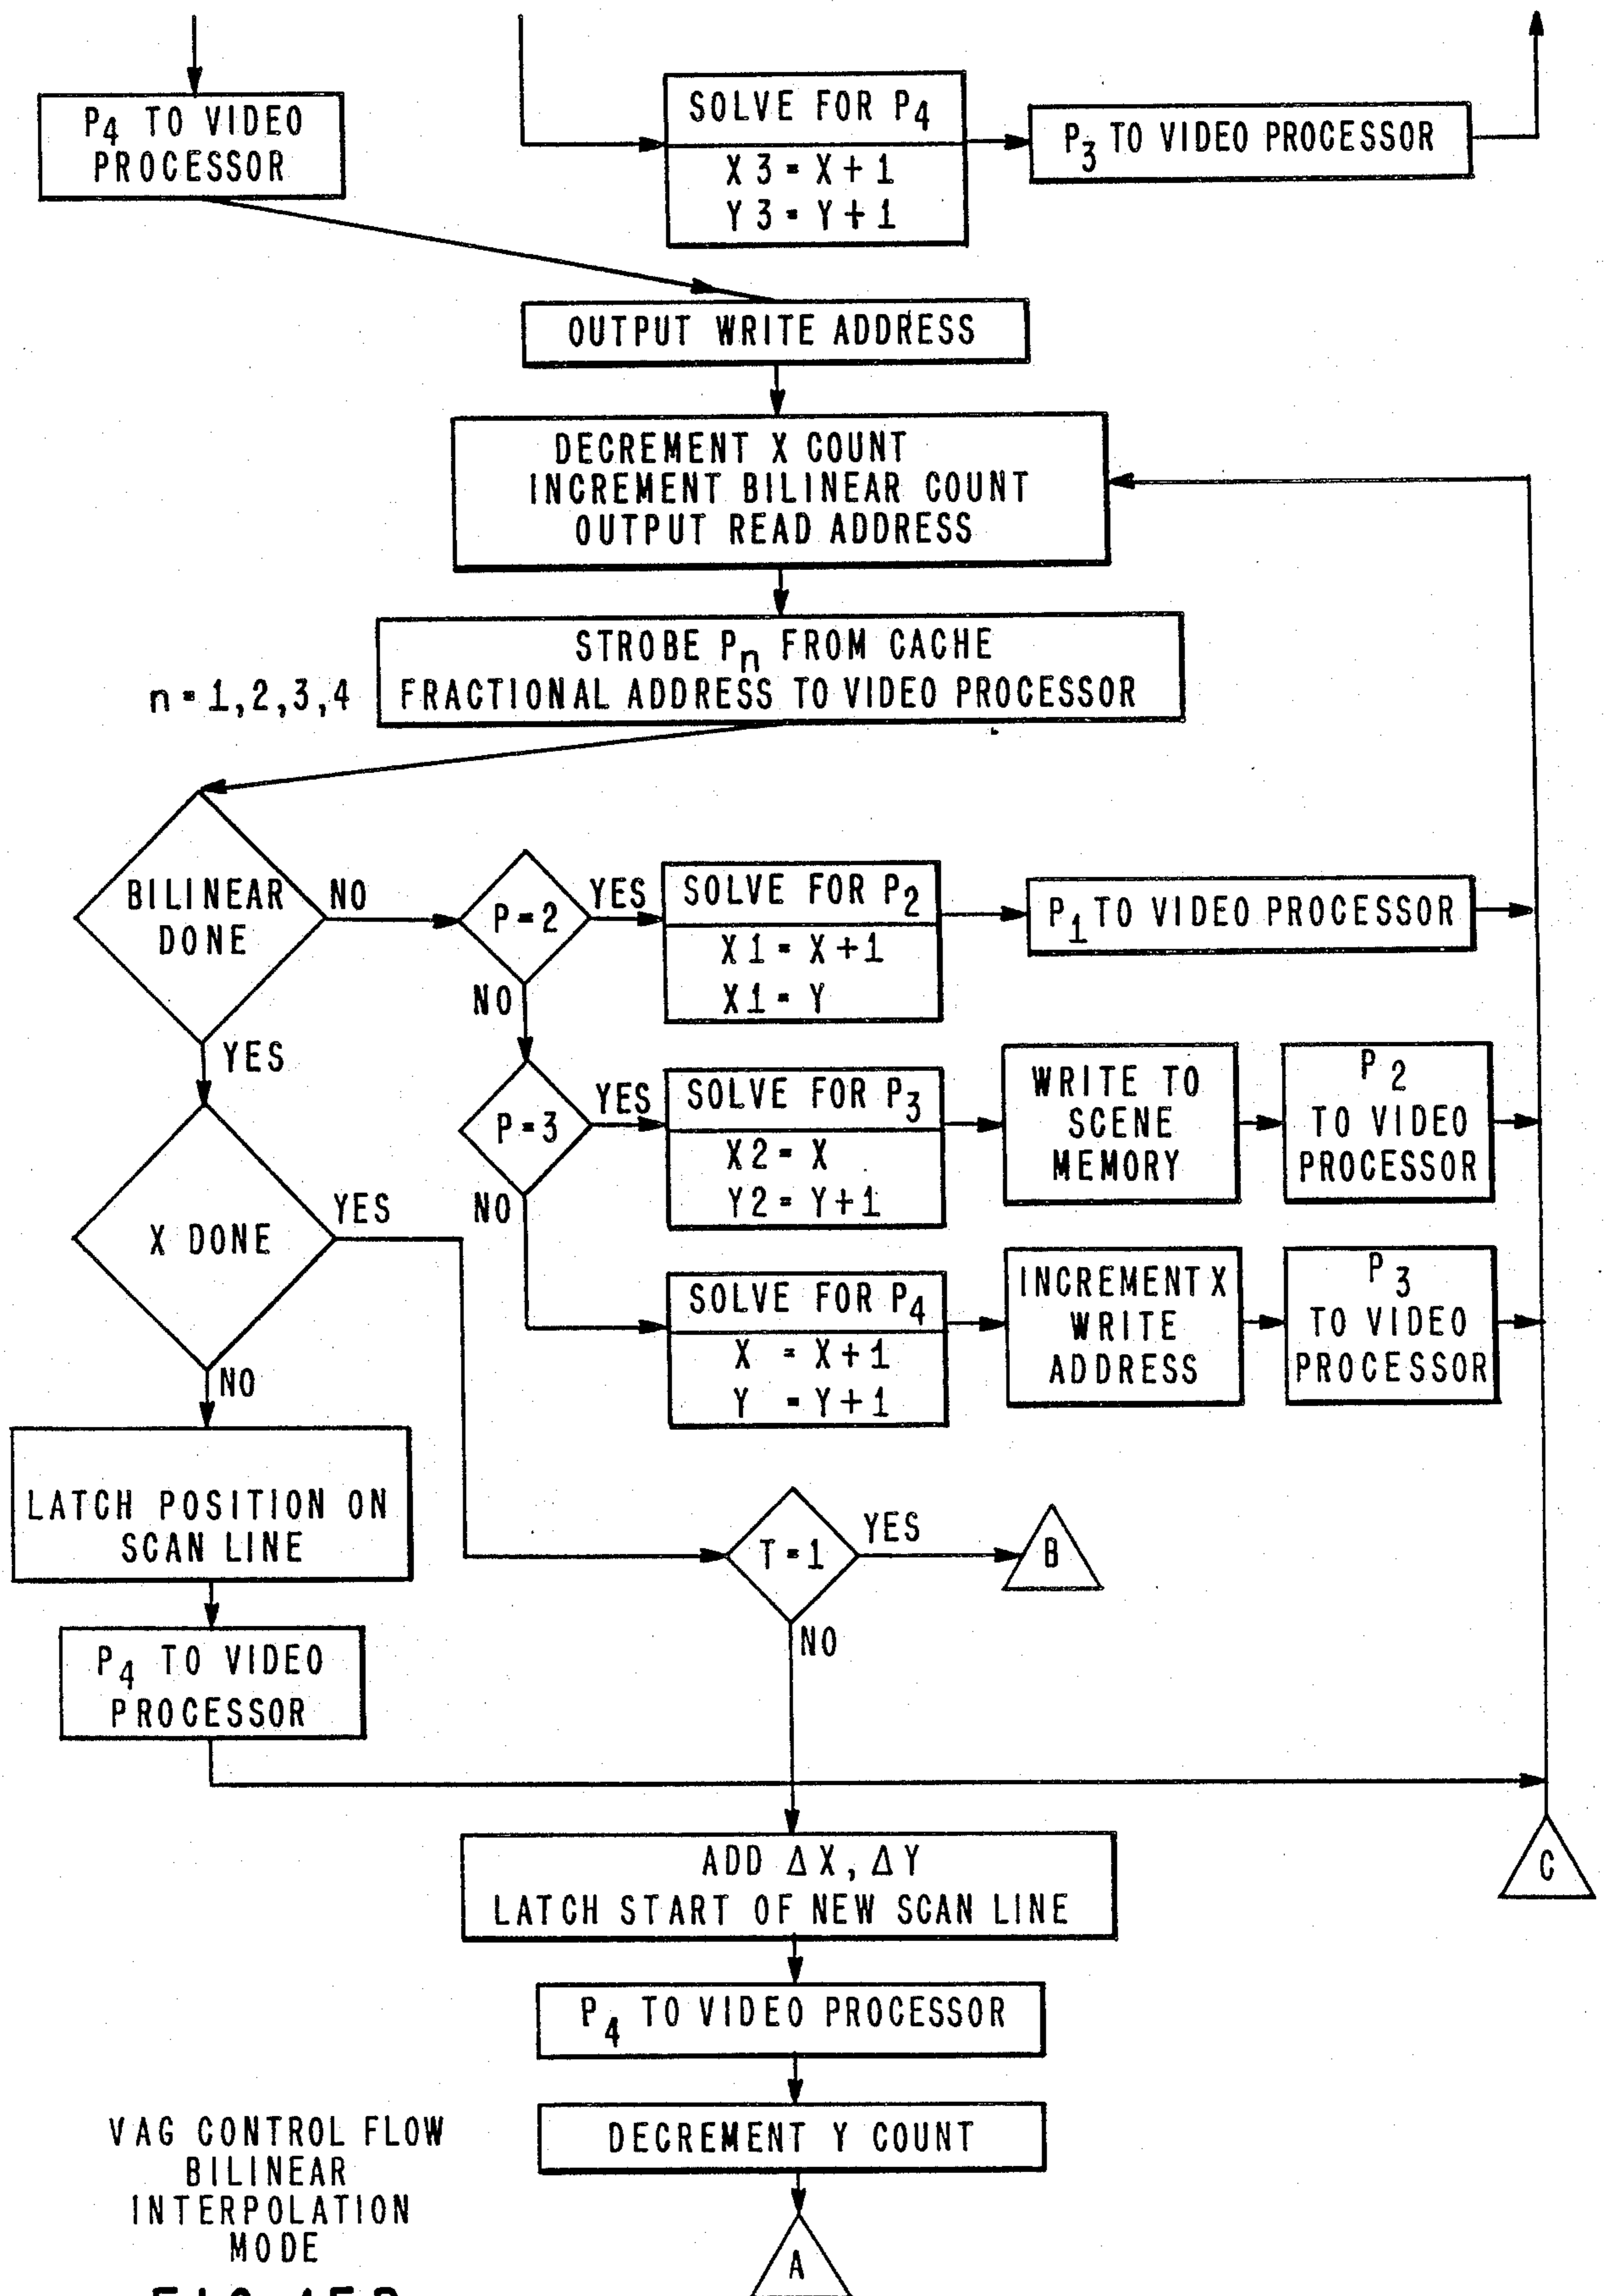 P4 TO VIDEO
PROCESSOR
SOLVE FOR P4
X3=X+1
Y3=Y+1
P3 TO VIDEO PROCESSOR
OUTPUT WRITE ADDRESS
DECREMENT X COUNT
INCREMENT BILINEAR COUNT
OUTPUT READ ADDRESS
n=1,2,3,4
STROBE Pn FROM CACHE
FRACTIONAL ADDRESS TO VIDEO PROCESSOR
BILINEAR
DONE
NO
YES
P=2
YES
NO
SOLVE FOR P2
X1=X+1
X1=Y
P1 TO VIDEO PROCESSOR
P=3
YES
NO
SOLVE FOR P3
X2=X
Y2=Y+1
WRITE TO
SCENE
MEMORY
P2
TO VIDEO
PROCESSOR
X DONE
YES
NO
SOLVE FOR P4
X =X+1
Y =Y+1
INCREMENT X
WRITE
ADDRESS
P3
TO VIDEO
PROCESSOR
LATCH POSITION ON
SCAN LINE
T=1
YES
B
NO
P4 TO VIDEO
PROCESSOR
ADD ΔX, ΔY
LATCH START OF NEW SCAN LINE
C
P4 TO VIDEO PROCESSOR
DECREMENT Y COUNT
A
VAG CONTROL FLOW
BILINEAR
INTERPOLATION
MODE